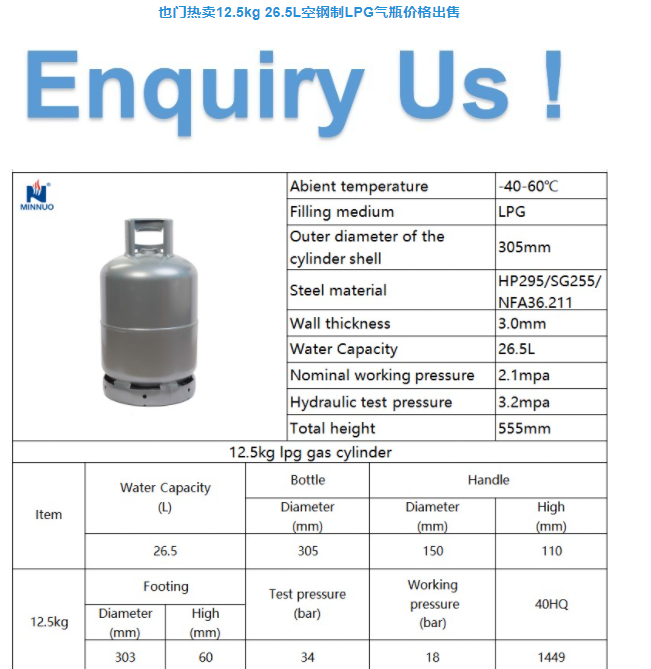 也门热卖12.5kg 26.5L空钢制LPG气瓶价格出售
Enquiry Us！
MINNUO
Abient temperature -40-60℃
Filling medium LPG
Outer diameter of the
cylinder shell 305mm
Steel material HP295/SG255/
NFA36.211
Wall thickness 3.0mm
Water Capacity 26.5L
Nominal working pressure 2.1mpa
Hydraulic test pressure 3.2mpa
Total height 555mm
12.5kg lpg gas cylinder
Item
Water Capacity
(L)
Bottle
Handle
Diameter
(mm)
Diameter
(mm)
High
(mm)
26.5 305 150 110
12.5kg
Footing
Test pressure
(bar)
Working
pressure
(bar)
40HQ
Diameter
(mm)
High
(mm)
303 60 34 18 1449